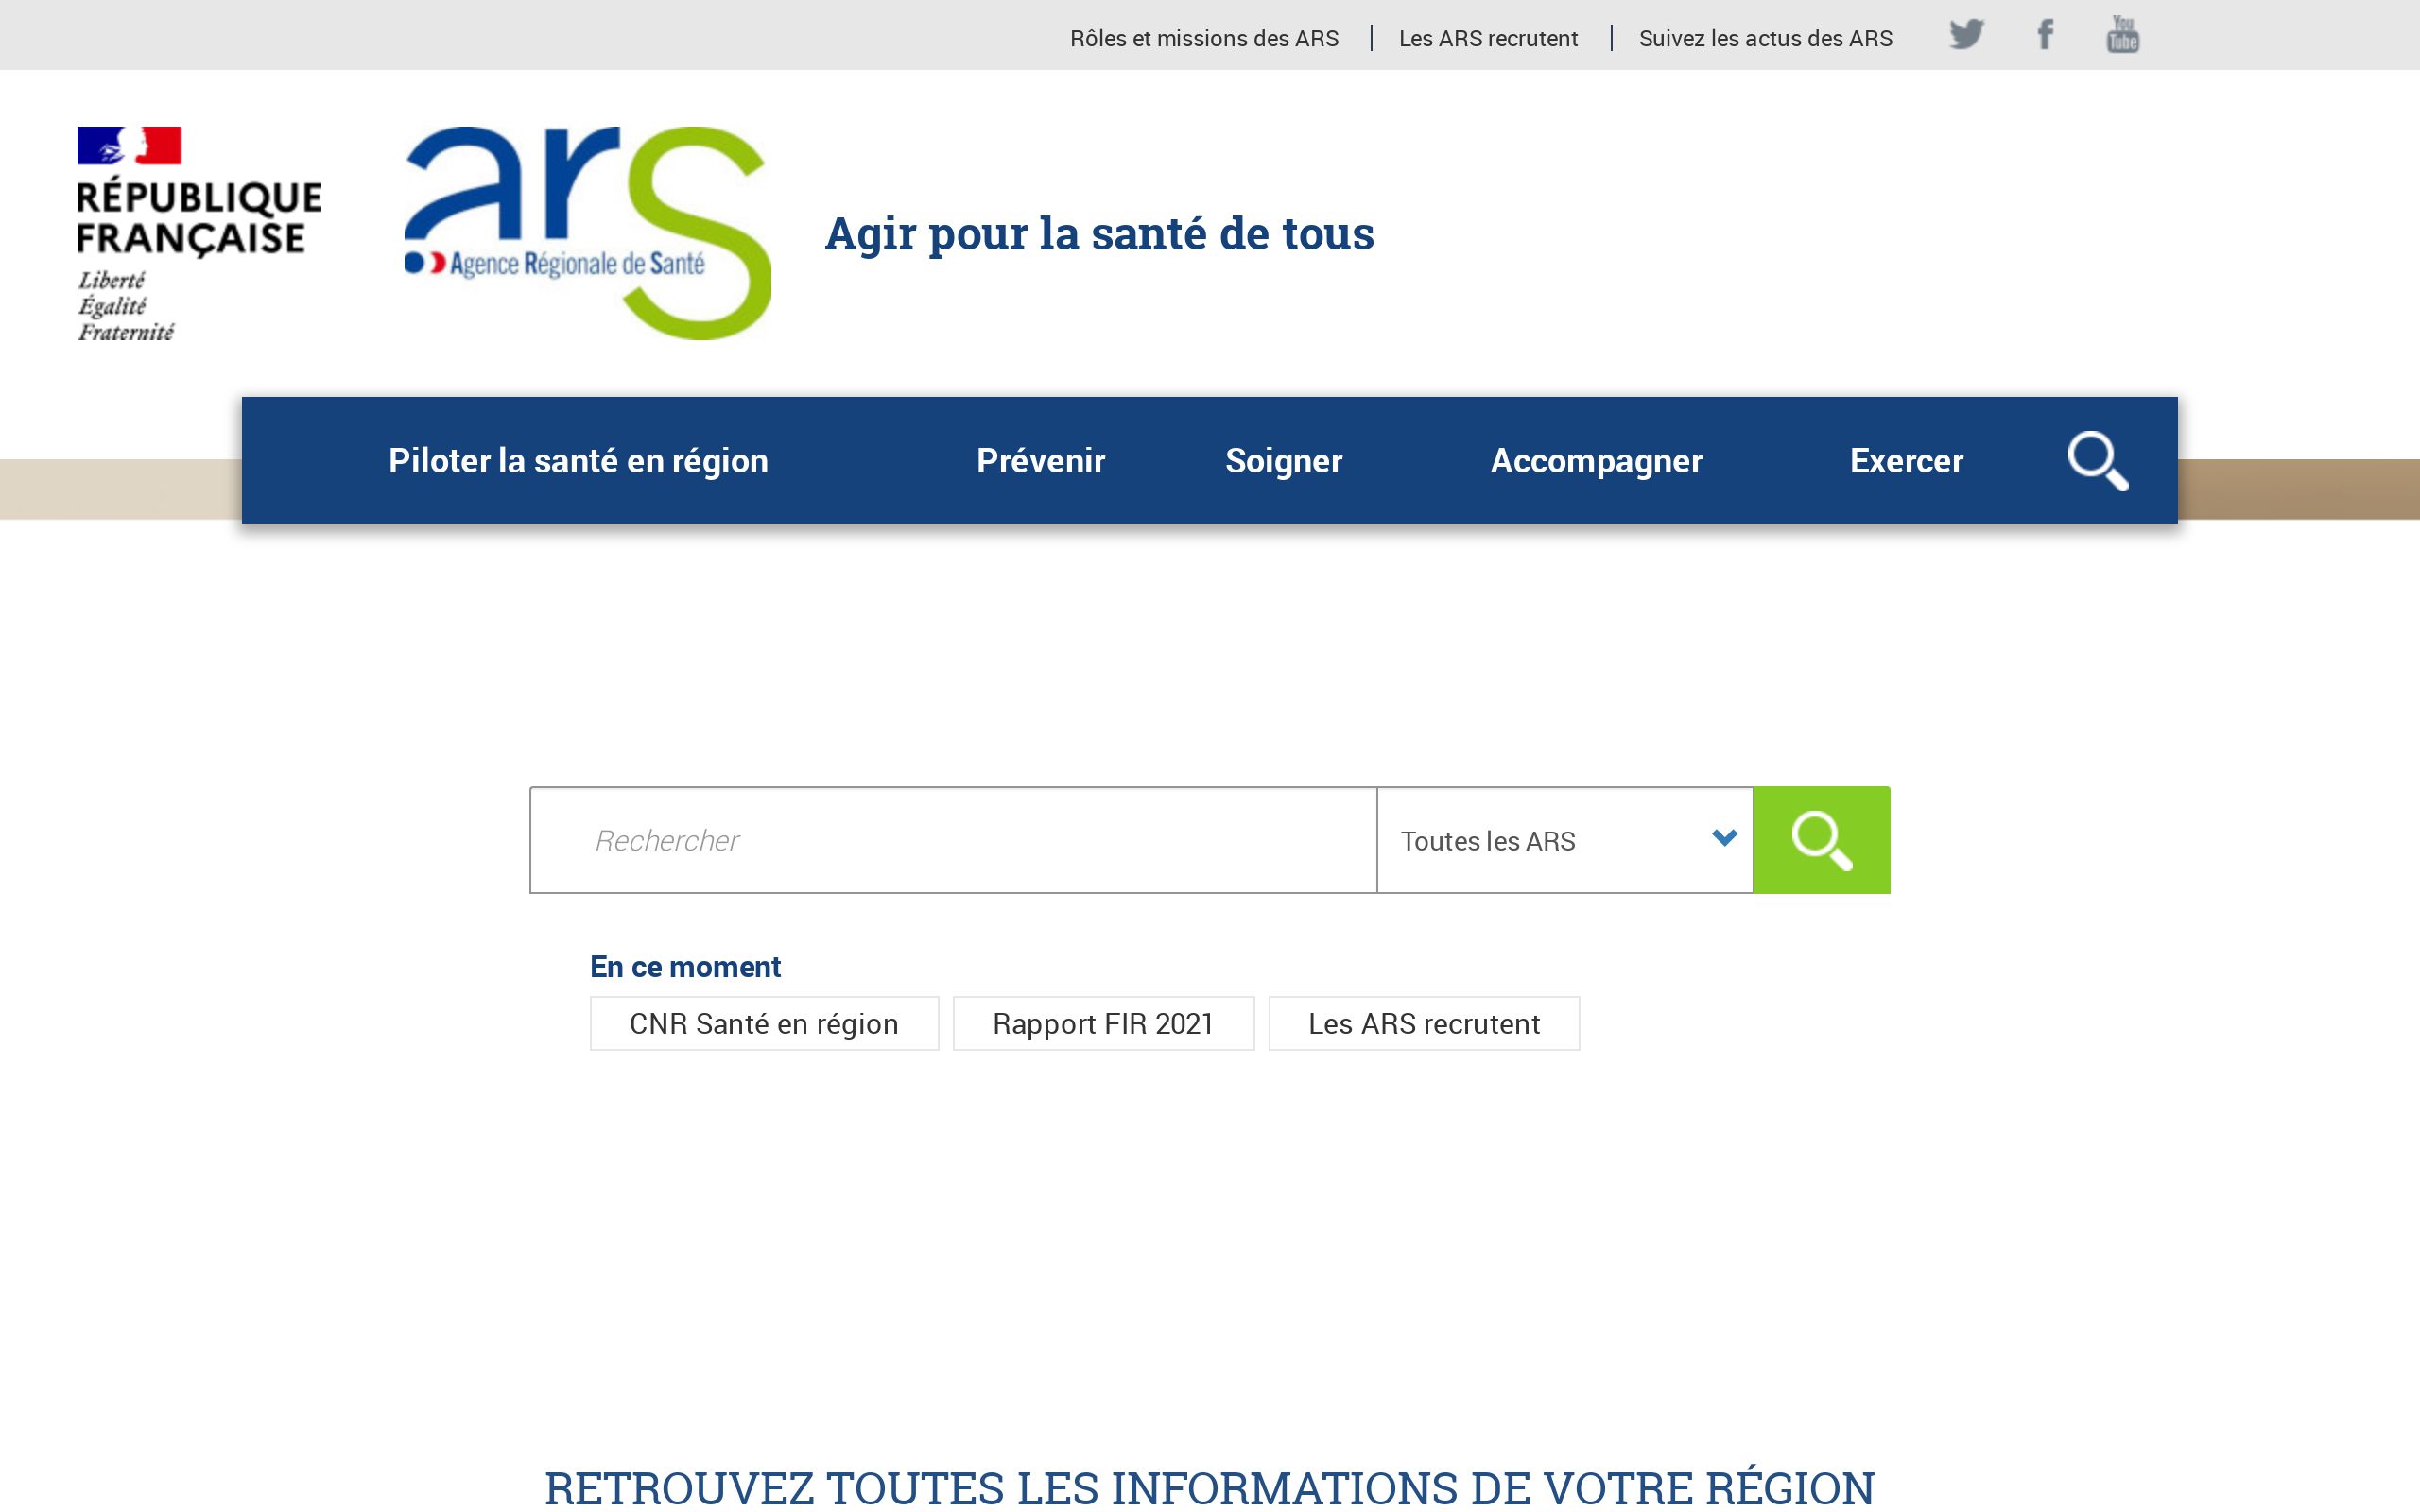 Rôles et missions des ARS
Les ARS recrutent
Suivez les actus des ARS
You
Tube
RÉPUBLIQUE
FRANÇAISE
Liberté
Égalité
Fraternité
ars
Agence Régionale de Santé
Agir pour la santé de tous
Piloter la santé en région
Prévenir
Soigner
Accompagner
Exercer
Rechercher
Toutes les ARS
En ce moment
CNR Santé en région
Rapport FIR 2021
Les ARS recrutent
RETROUVEZ TOUTES LES INFORMATIONS DE VOTRE RÉGION